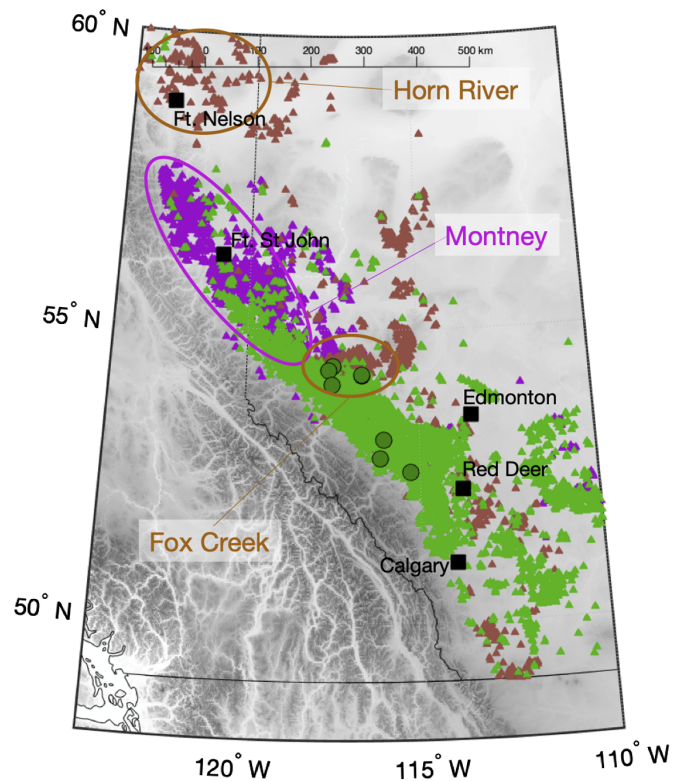 60° N
0 100 200 300 400 500 km
Horn River
Ft. Nelson
Ft. St John
Montney
55° N
Edmonton
Red Deer
Fox Creek
Calgary
50° N
120° W
115° W
110° W